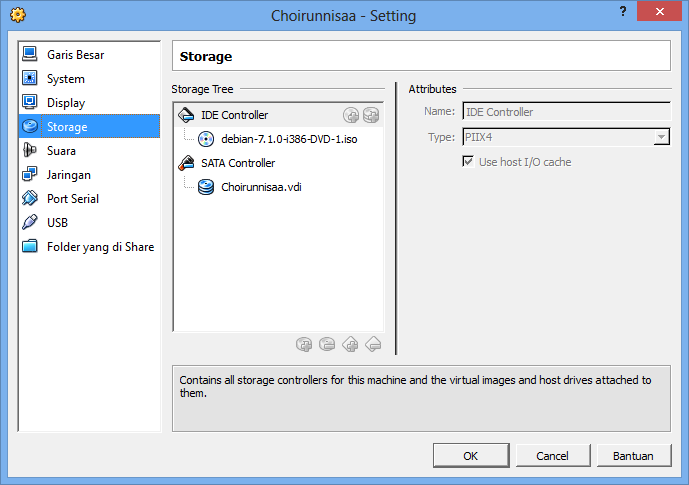 Choirunnisaa - Setting
?
Garis Besar
System
Display
Storage
Suara
Jaringan
Port Serial
USB
Folder yang di Share
Storage
Storage Tree
IDE Controller
debian-7.1.0-i386-DVD-1.iso
SATA Controller
Choirunnisaa.vdi
Attributes
Name: IDE Controller
Type: PIIX4
Use host I/O cache
Contains all storage controllers for this machine and the virtual images and host drives attached to
them.
OK
Cancel
Bantuan